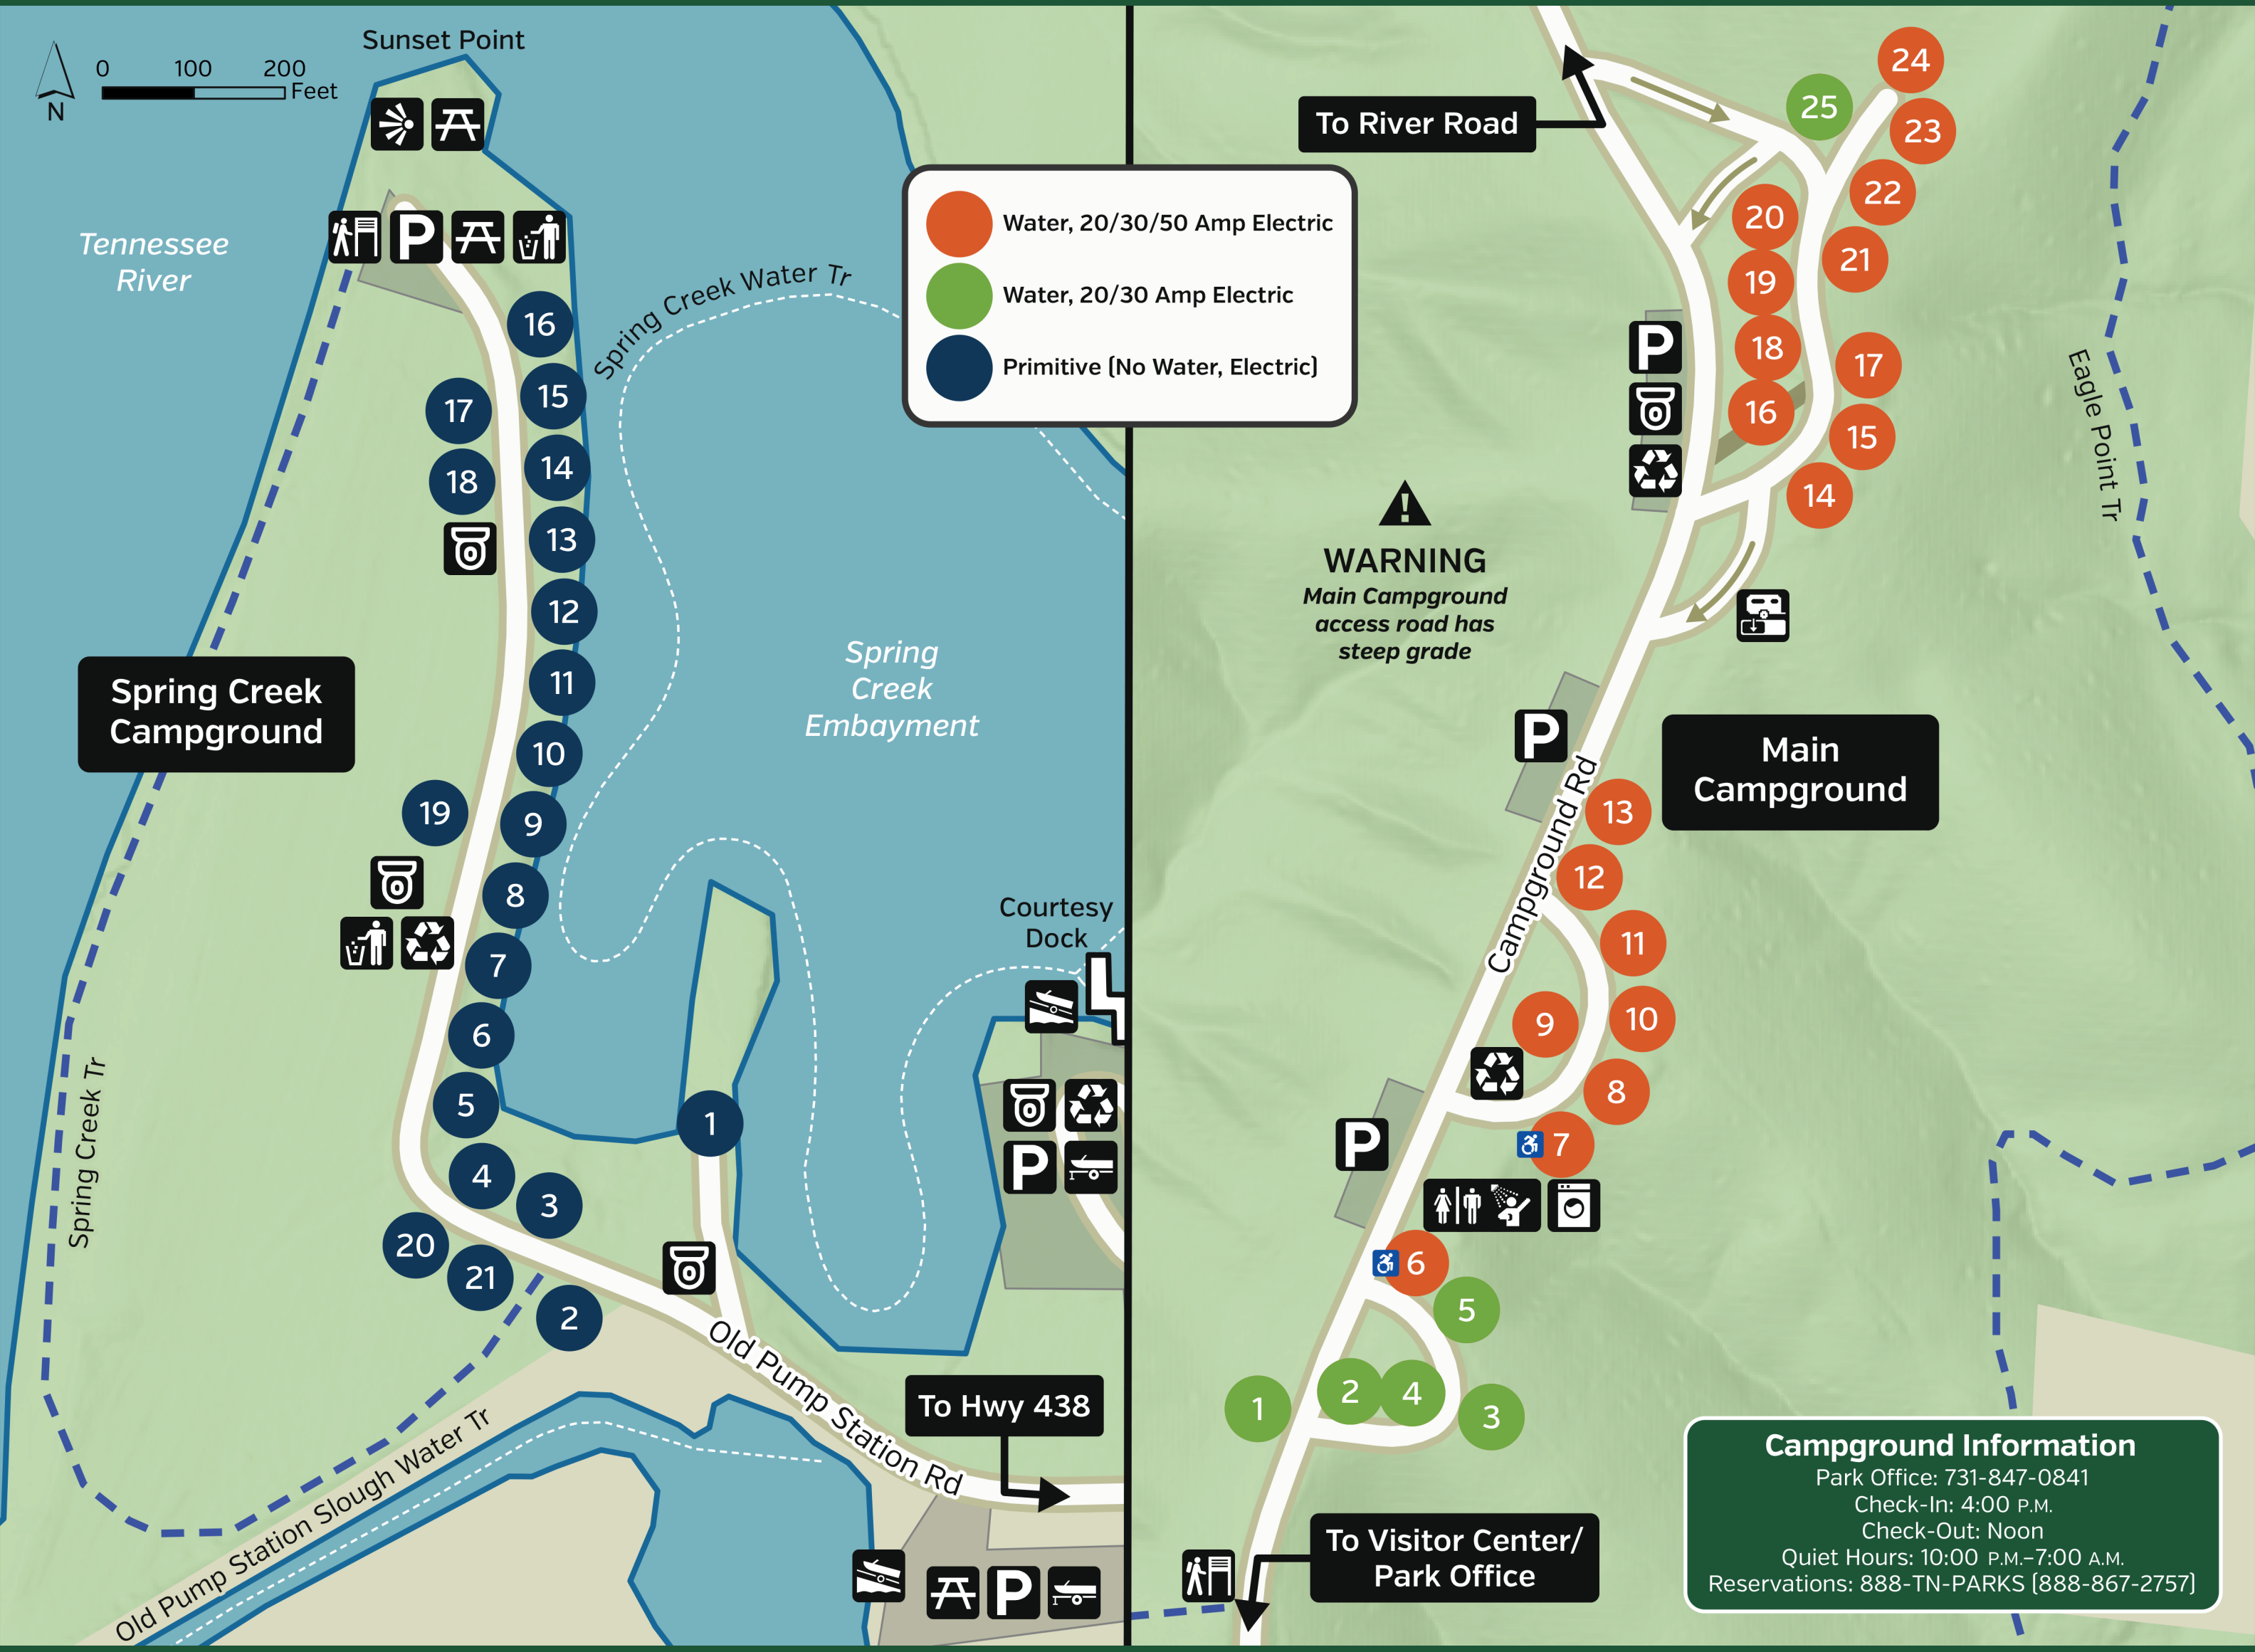 Sunset Point
0 100 200
Feet
N
Tennessee
River
Spring Creek Water Tr
16
15
17
14
18
13
12
11
10
19
9
8
7
6
5
4
3
20
21
2
1
Spring Creek
Campground
Spring
Creek
Embayment
Courtesy
Dock
P
P
Spring Creek Tr
Old Pump Station Rd
Old Pump Station Slough Water Tr
To Hwy 438
P
Water, 20/30/50 Amp Electric
Water, 20/30 Amp Electric
Primitive (No Water, Electric)
To River Road
24
25
23
22
20
21
19
18
17
16
15
14
P
Eagle Point Tr
!
WARNING
Main Campground
access road has
steep grade
P
Main
Campground
Campground Rd
13
12
11
10
9
8
7
P
6
5
2
4
1
3
To Visitor Center/
Park Office
Campground Information
Park Office: 731-847-0841
Check-In: 4:00 P.M.
Check-Out: Noon
Quiet Hours: 10:00 P.M.–7:00 A.M.
Reservations: 888-TN-PARKS (888-867-2757)